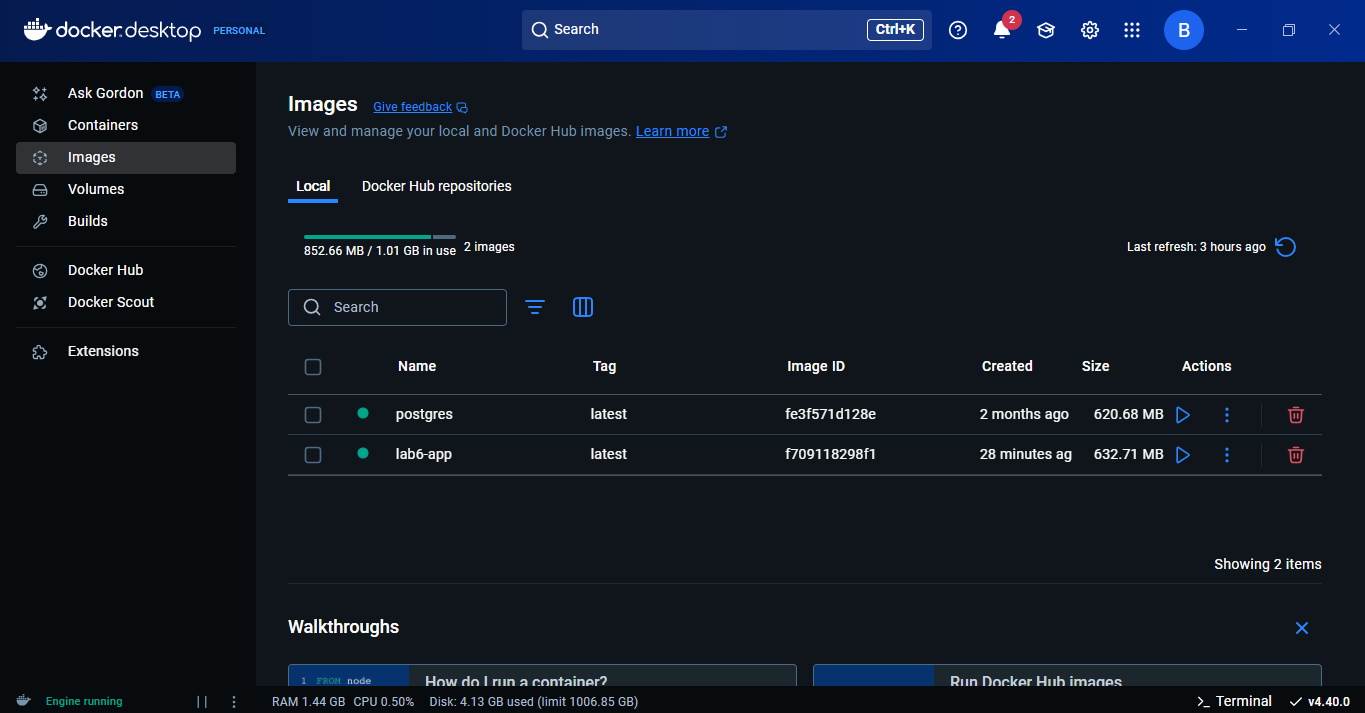 docker.desktop PERSONAL Search Ctrl+K 2 B
Ask Gordon BETA
Containers
Images
Volumes
Builds
Docker Hub
Docker Scout
Extensions
Images Give feedback
View and manage your local and Docker Hub images. Learn more
Local Docker Hub repositories
852.66 MB / 1.01 GB in use 2 images Last refresh: 3 hours ago
Search
Name Tag Image ID Created Size Actions
postgres latest fe3f571d128e 2 months ago 620.68 MB
lab6-app latest f709118298f1 28 minutes ag 632.71 MB
Showing 2 items
Walkthroughs
1 FROM node How do I run a container? Run Docker Hub images
Engine running RAM 1.44 GB CPU 0.50% Disk: 4.13 GB used (limit 1006.85 GB) >_ Terminal v4.40.0